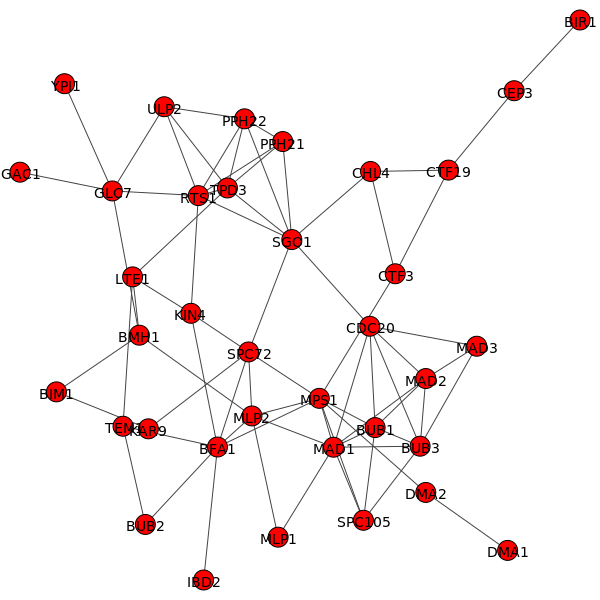 BIR1
YPI1
CEP3
ULP2
PPH22
PPH21
GAC1
CHL4
CTF19
GLC7
RTS1
TPD3
SGO1
LTE1
CTF3
KIN4
BMH1
CDC20
SPC72
MAD3
MAD2
BIM1
MPS1
MLP2
TEM1
KAR9
BUB1
BFA1
MAD1
BUB3
DMA2
BUB2
SPC105
MLP1
DMA1
IBD2